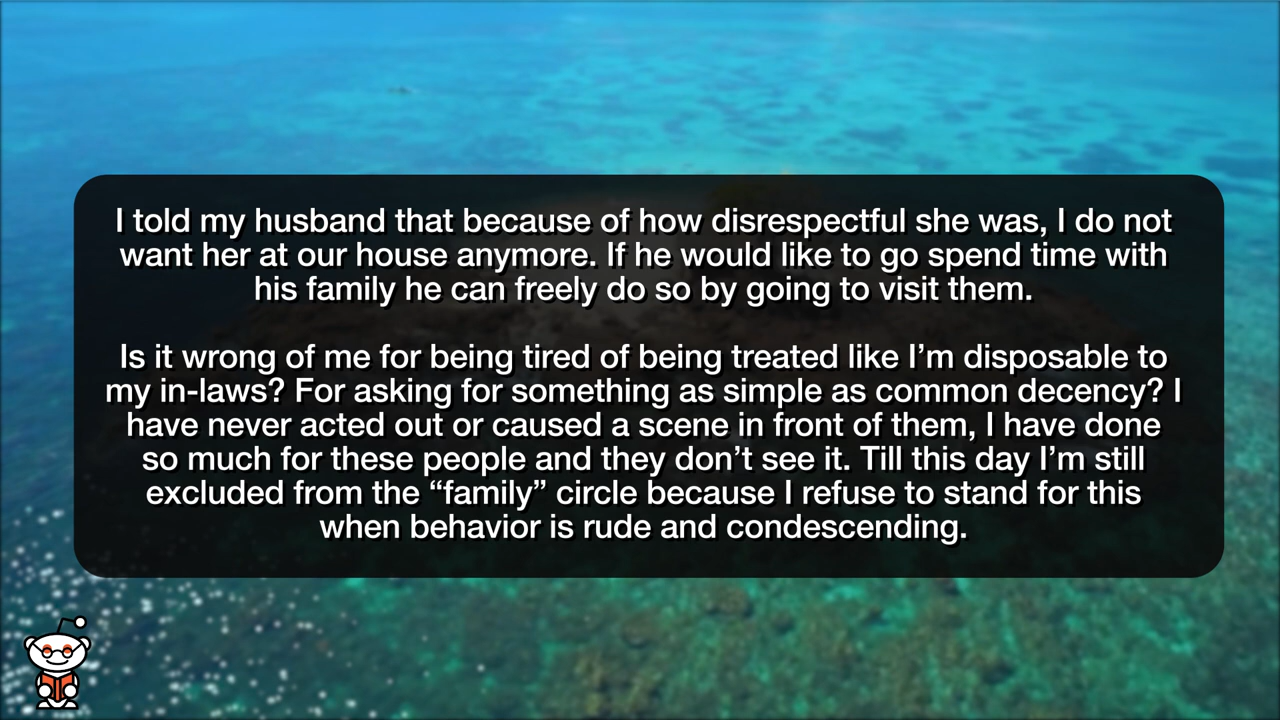 I told my husband that because of how disrespectful she was, I do not
want her at our house anymore. If he would like to go spend time with
his family he can freely do so by going to visit them.
Is it wrong of me for being tired of being treated like I’m disposable to
my in-laws? For asking for something as simple as common decency? I
have never acted out or caused a scene in front of them, I have done
so much for these people and they don’t see it. Till this day I’m still
excluded from the “family” circle because I refuse to stand for this
when behavior is rude and condescending.